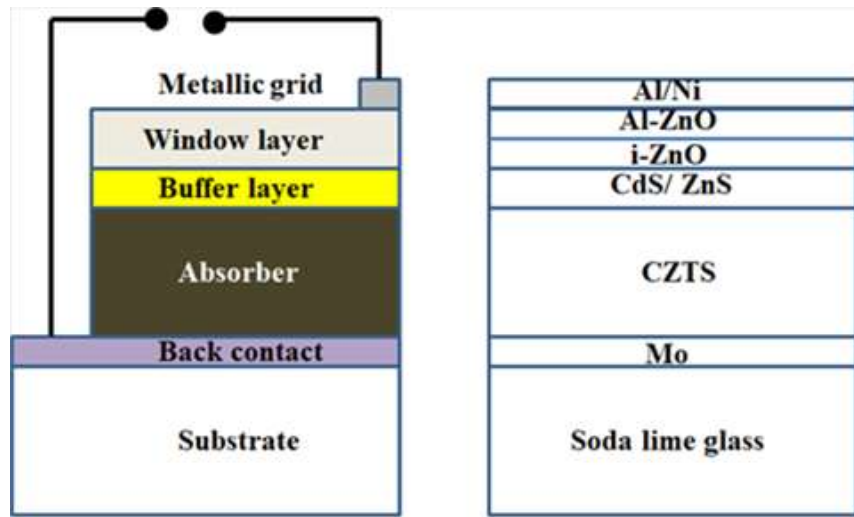 Metallic grid
Window layer
Buffer layer
Absorber
Back contact
Substrate
Al/Ni
Al-ZnO
i-ZnO
CdS/ ZnS
CZTS
Mo
Soda lime glass